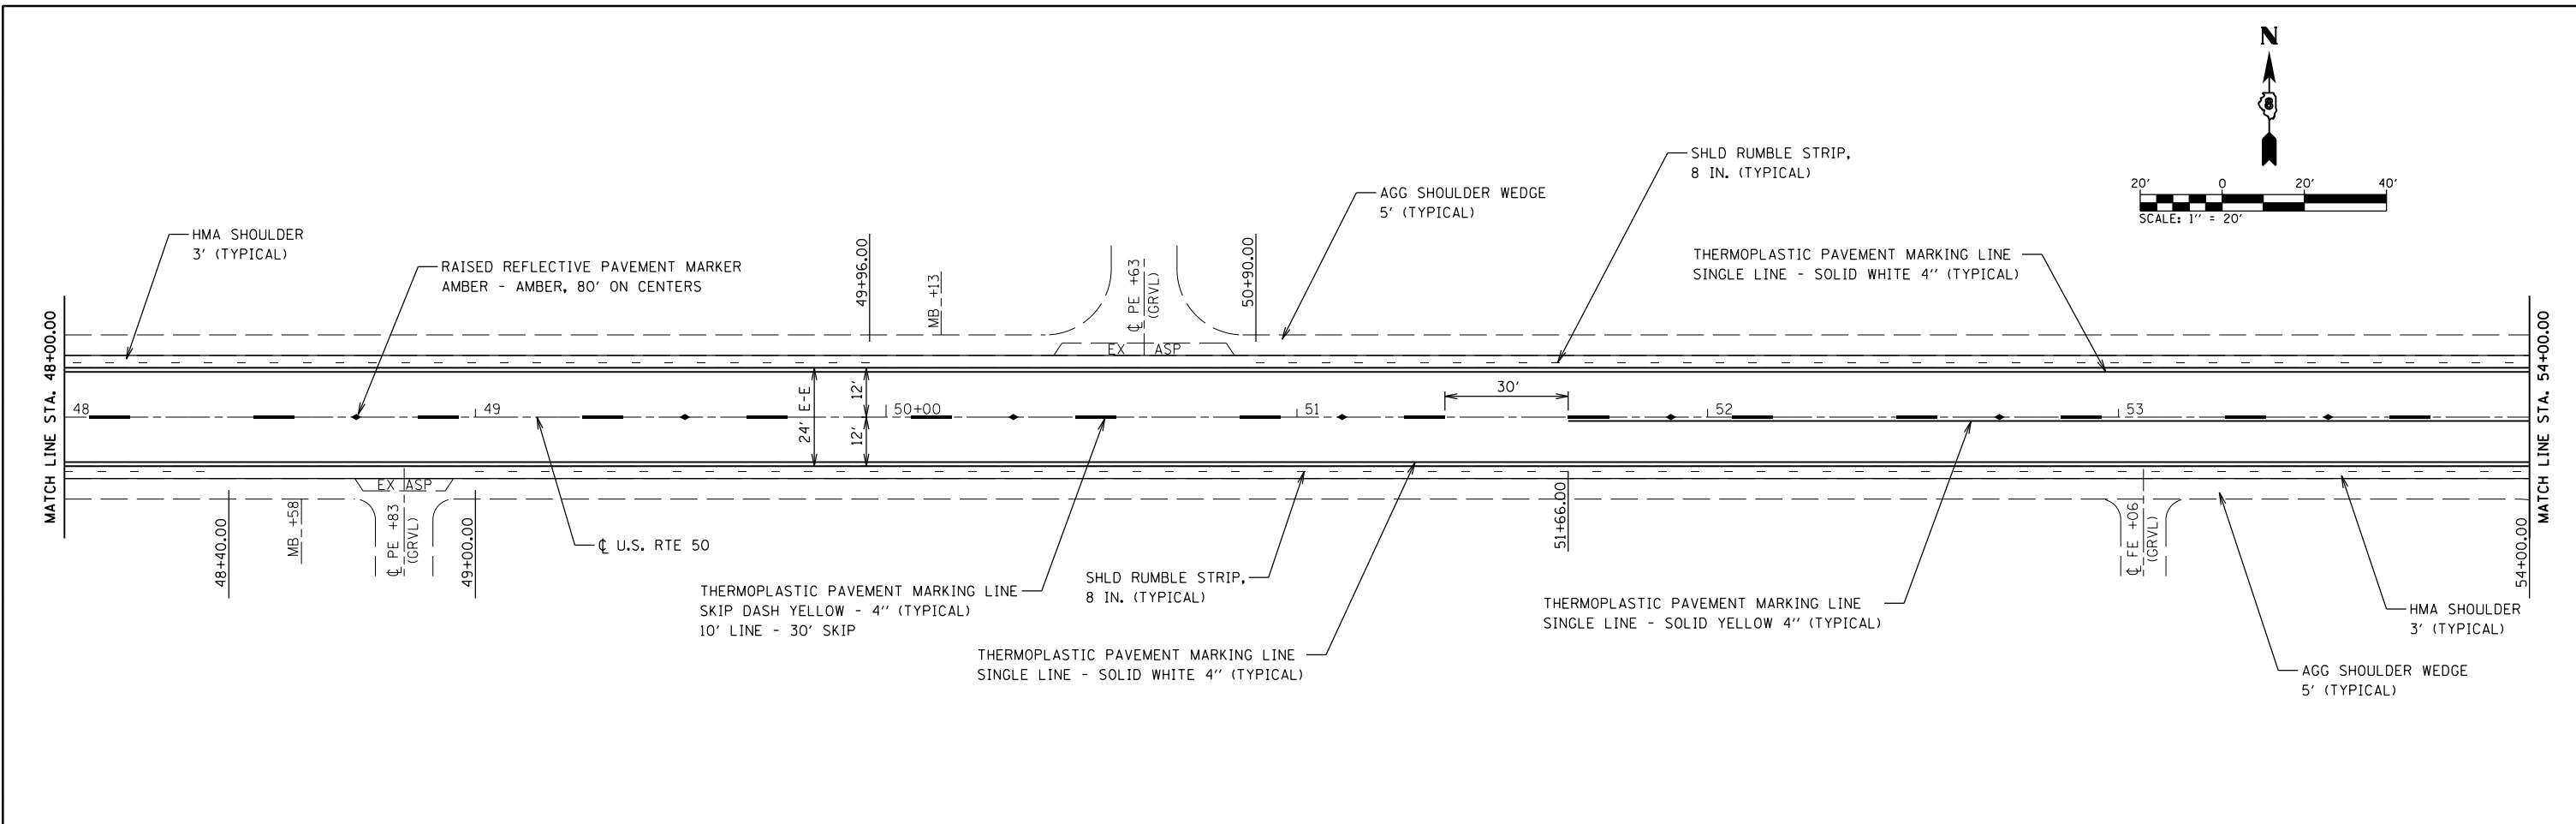 N
8
20' 0 20' 40'
SCALE: 1'' = 20'
SHLD RUMBLE STRIP,
8 IN. (TYPICAL)
AGG SHOULDER WEDGE
5' (TYPICAL)
HMA SHOULDER
3' (TYPICAL)
RAISED REFLECTIVE PAVEMENT MARKER
AMBER - AMBER, 80' ON CENTERS
THERMOPLASTIC PAVEMENT MARKING LINE
SINGLE LINE - SOLID WHITE 4'' (TYPICAL)
49+96.00
MB +13
℄ PE +63
(GRVL)
50+90.00
EX ASP
MATCH LINE STA. 48+00.00
MATCH LINE STA. 54+00.00
24' E-E
12'
12'
30'
48 49 50+00 51 52 53
EX ASP
48+40.00
MB +58
℄ PE +83
(GRVL)
49+00.00
℄ U.S. RTE 50
51+66.00
℄ FE +06
(GRVL)
54+00.00
THERMOPLASTIC PAVEMENT MARKING LINE
SKIP DASH YELLOW - 4'' (TYPICAL)
10' LINE - 30' SKIP
SHLD RUMBLE STRIP,
8 IN. (TYPICAL)
THERMOPLASTIC PAVEMENT MARKING LINE
SINGLE LINE - SOLID WHITE 4'' (TYPICAL)
THERMOPLASTIC PAVEMENT MARKING LINE
SINGLE LINE - SOLID YELLOW 4'' (TYPICAL)
HMA SHOULDER
3' (TYPICAL)
AGG SHOULDER WEDGE
5' (TYPICAL)